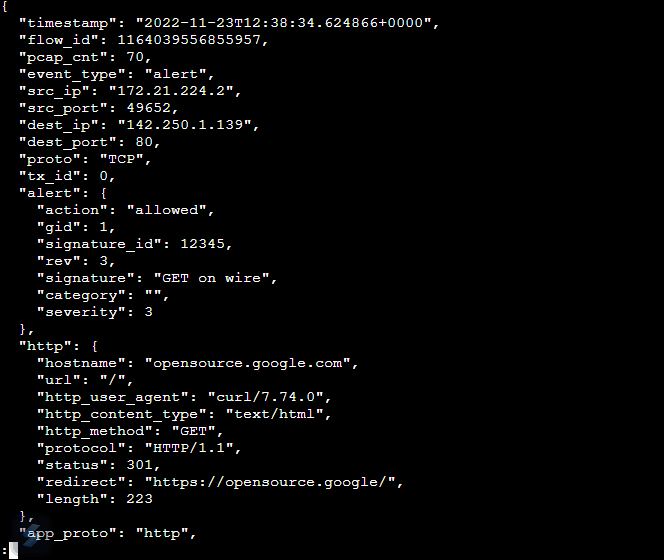 {
  "timestamp": "2022-11-23T12:38:34.624866+0000",
  "flow_id": 1164039556855957,
  "pcap_cnt": 70,
  "event_type": "alert",
  "src_ip": "172.21.224.2",
  "src_port": 49652,
  "dest_ip": "142.250.1.139",
  "dest_port": 80,
  "proto": "TCP",
  "tx_id": 0,
  "alert": {
    "action": "allowed",
    "gid": 1,
    "signature_id": 12345,
    "rev": 3,
    "signature": "GET on wire",
    "category": "",
    "severity": 3
  },
  "http": {
    "hostname": "opensource.google.com",
    "url": "/",
    "http_user_agent": "curl/7.74.0",
    "http_content_type": "text/html",
    "http_method": "GET",
    "protocol": "HTTP/1.1",
    "status": 301,
    "redirect": "https://opensource.google/",
    "length": 223
  },
  "app_proto": "http",
: